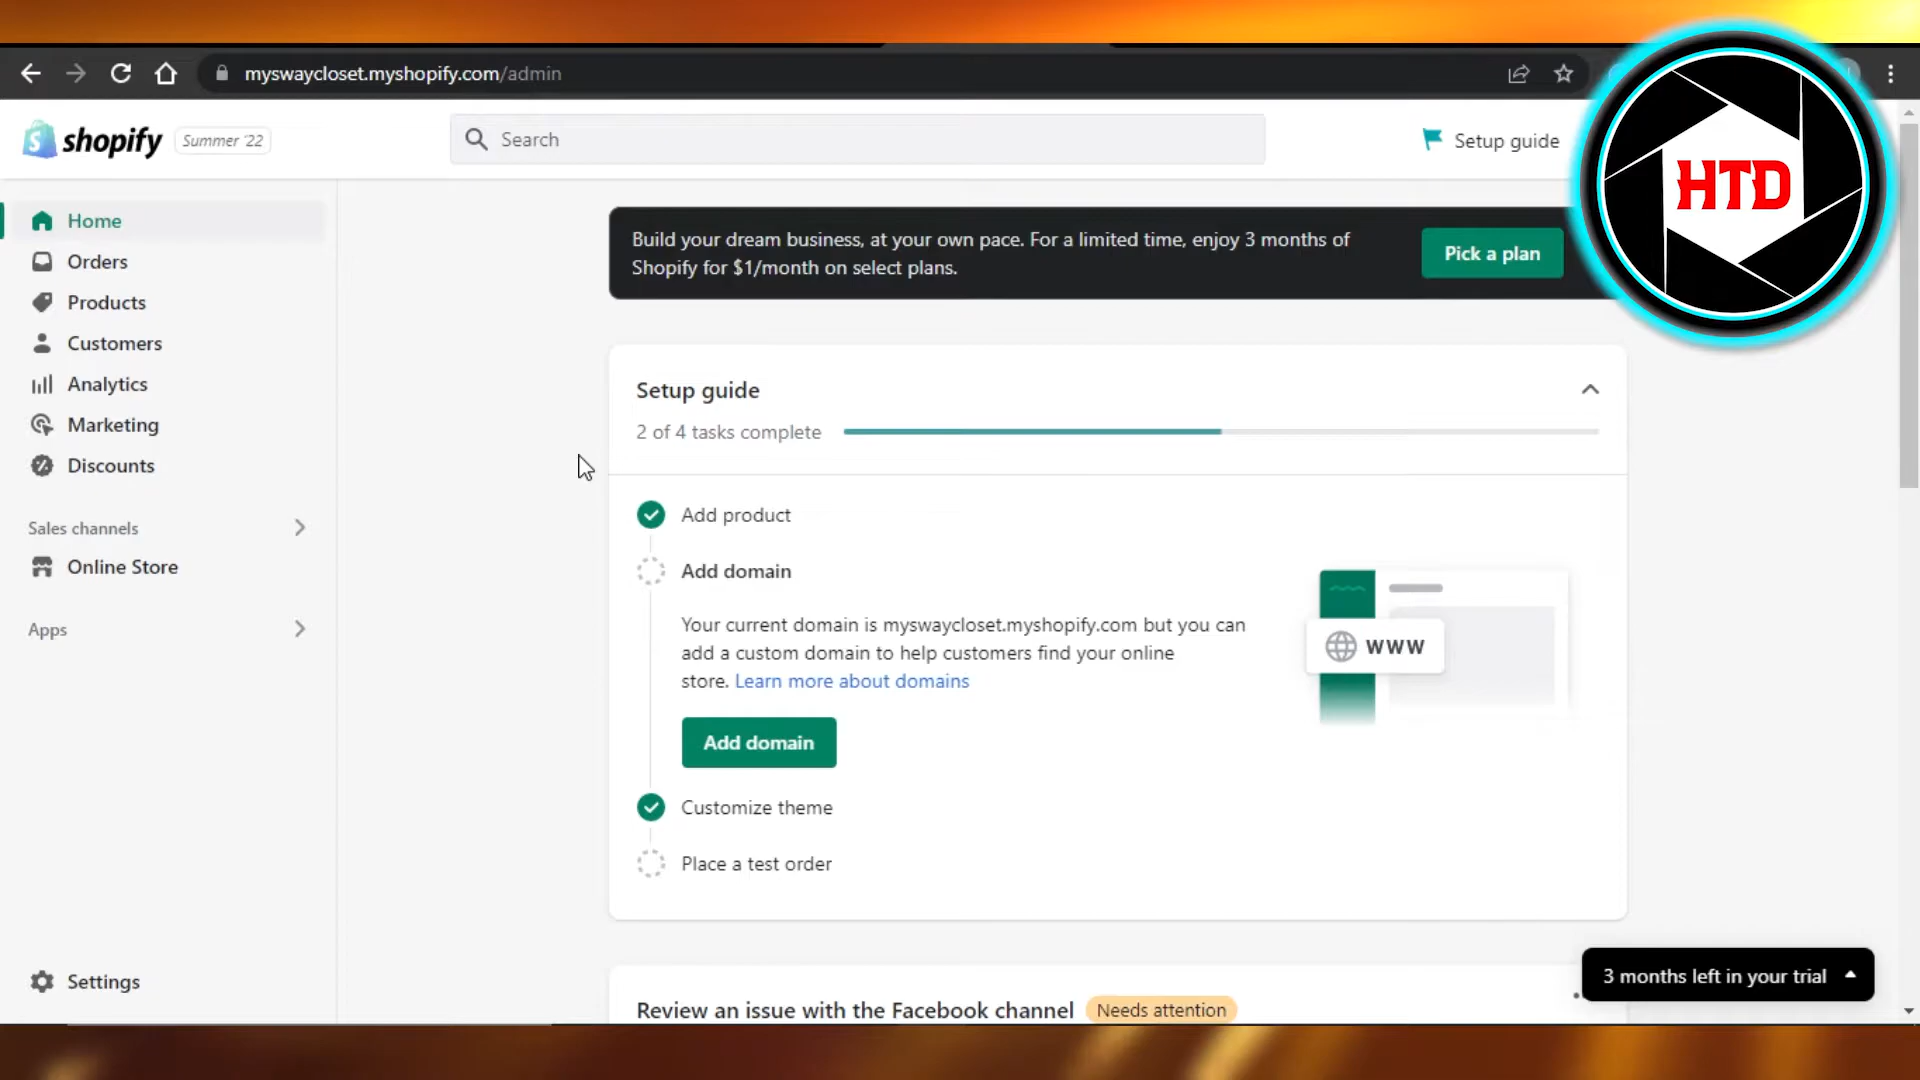 myswaycloset.myshopify.com/admin
shopify
Summer '22
Search
Setup guide
HTD
Home
Orders
Products
Customers
Analytics
Marketing
Discounts
Sales channels
Online Store
Apps
Settings
Build your dream business, at your own pace. For a limited time, enjoy 3 months of
Shopify for $1/month on select plans.
Pick a plan
Setup guide
2 of 4 tasks complete
Add product
Add domain
Your current domain is myswaycloset.myshopify.com but you can
add a custom domain to help customers find your online
store. Learn more about domains
www
Add domain
Customize theme
Place a test order
3 months left in your trial
Review an issue with the Facebook channel
Needs attention